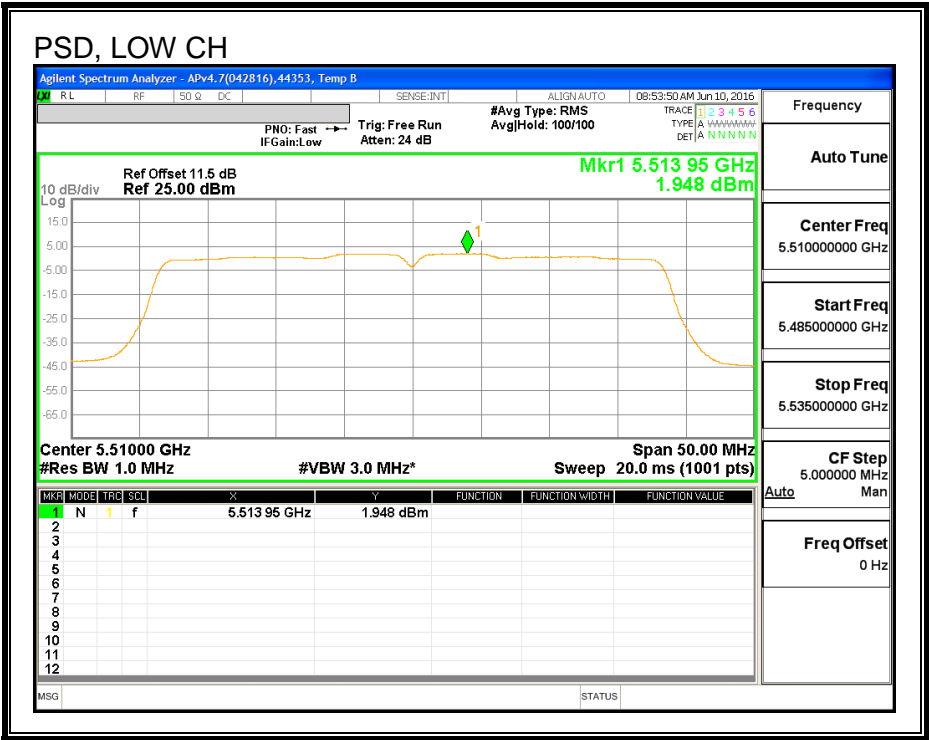 PSD, LOW CH
Agilent Spectrum Analyzer - APv4.7(042816),44353, Temp B
LXI RL RF 50 Ω DC SENSE:INT ALIGN AUTO 08:53:50 AM Jun 10, 2016
PNO: Fast
IFGain:Low
Trig: Free Run
Atten: 24 dB
#Avg Type: RMS
Avg|Hold: 100/100
TRACE 1 2 3 4 5 6
TYPE A WWWWW
DET A N N N N N
Mkr1 5.513 95 GHz
1.948 dBm
Ref Offset 11.5 dB
Ref 25.00 dBm
10 dB/div
Log
15.0
5.00
-5.00
-15.0
-25.0
-35.0
-45.0
-55.0
-65.0
1
Center 5.51000 GHz
Span 50.00 MHz
#Res BW 1.0 MHz
#VBW 3.0 MHz*
Sweep 20.0 ms (1001 pts)
MKR MODE TRC SCL X Y FUNCTION FUNCTION WIDTH FUNCTION VALUE
1 N 1 f 5.513 95 GHz 1.948 dBm
2
3
4
5
6
7
8
9
10
11
12
MSG
STATUS
Frequency
Auto Tune
Center Freq
5.510000000 GHz
Start Freq
5.485000000 GHz
Stop Freq
5.535000000 GHz
CF Step
5.000000 MHz
Auto Man
Freq Offset
0 Hz